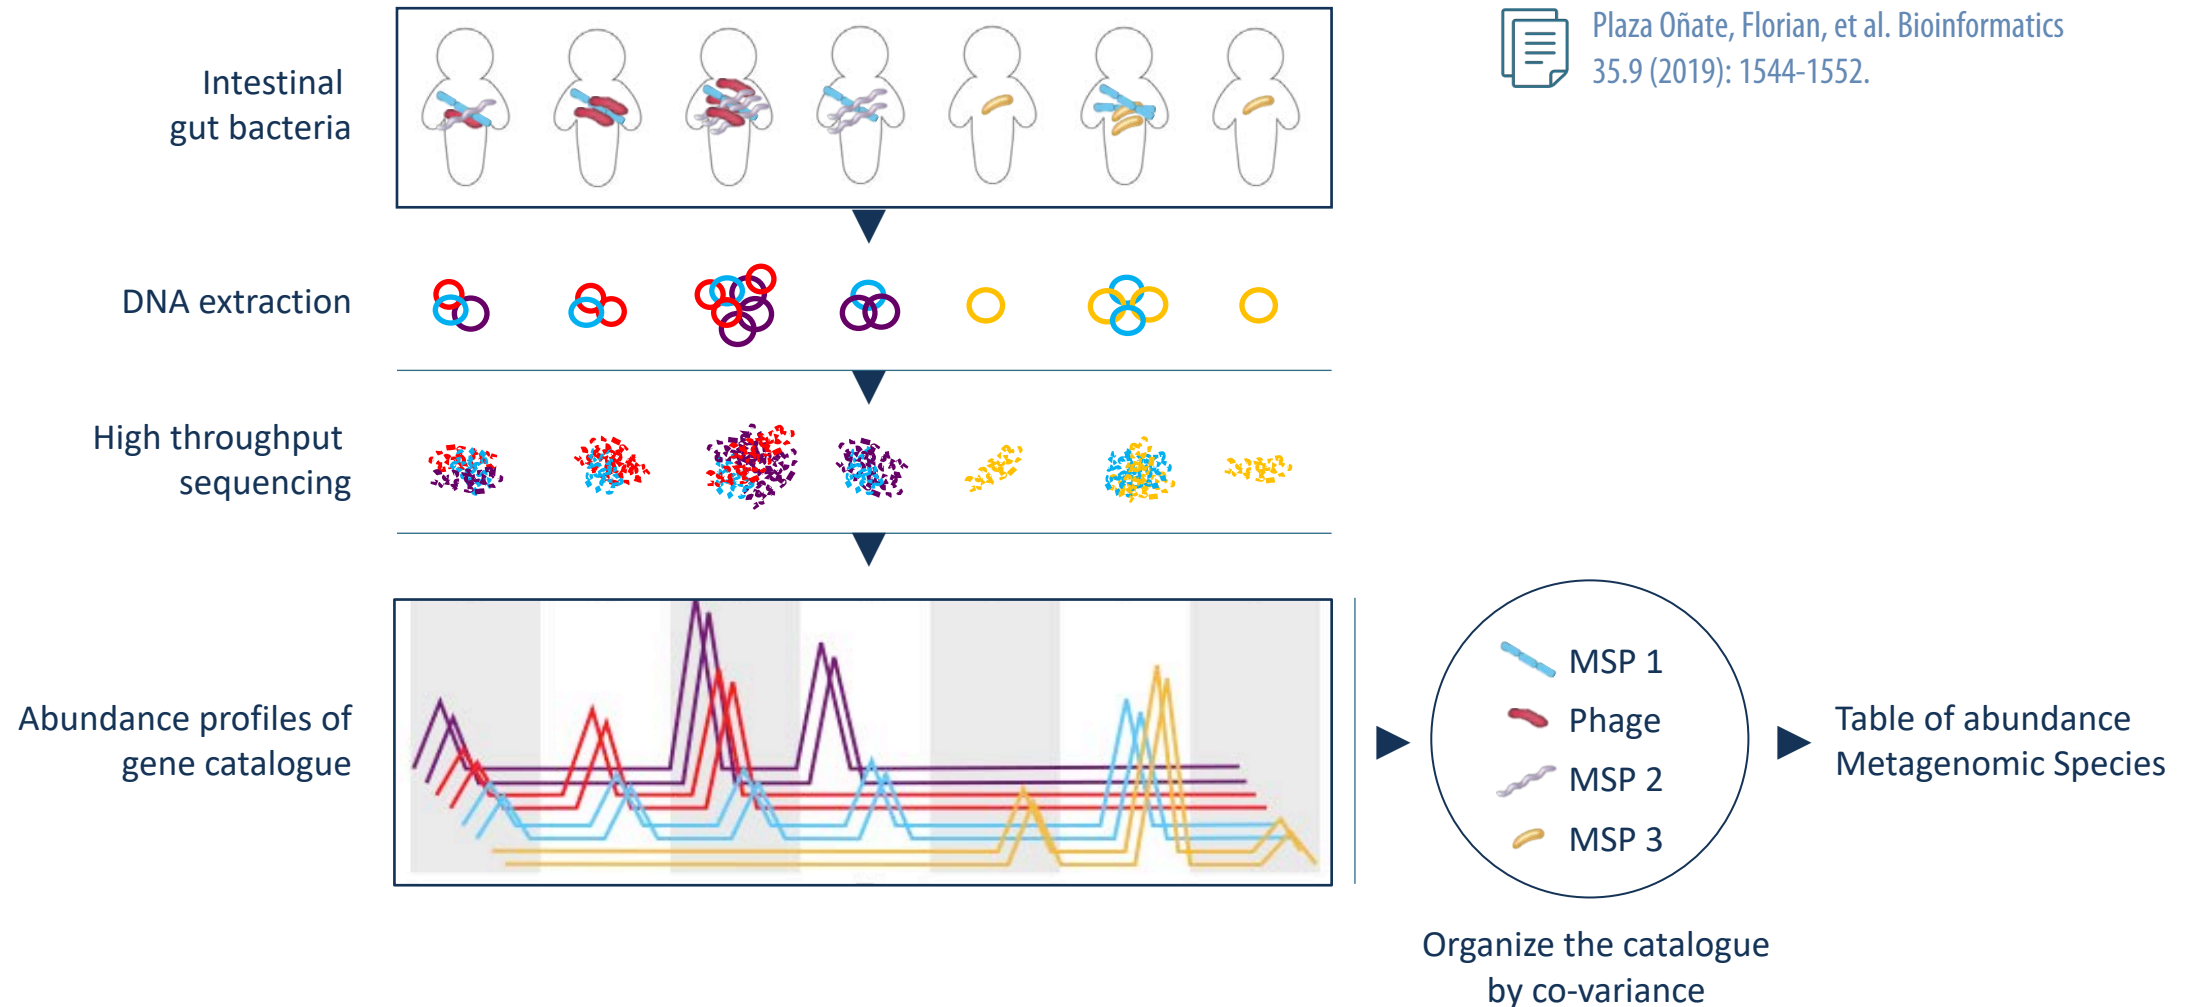 Plaza Oñate, Florian, et al. Bioinformatics
35.9 (2019): 1544-1552.
Intestinal
gut bacteria
DNA extraction
High throughput
sequencing
Abundance profiles of
gene catalogue
MSP 1
Phage
MSP 2
MSP 3
Table of abundance
Metagenomic Species
Organize the catalogue
by co-variance